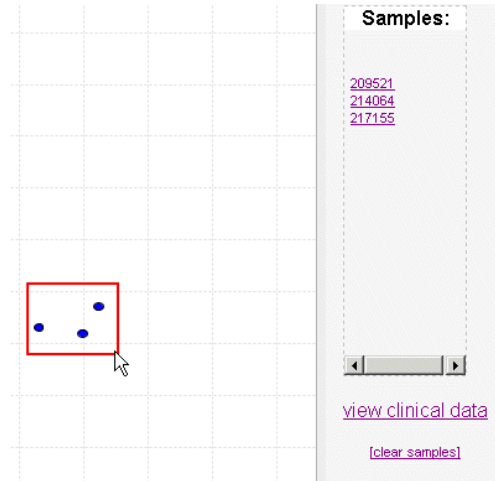 Samples:
209521
214064
217155
view clinical data
[clear samples]